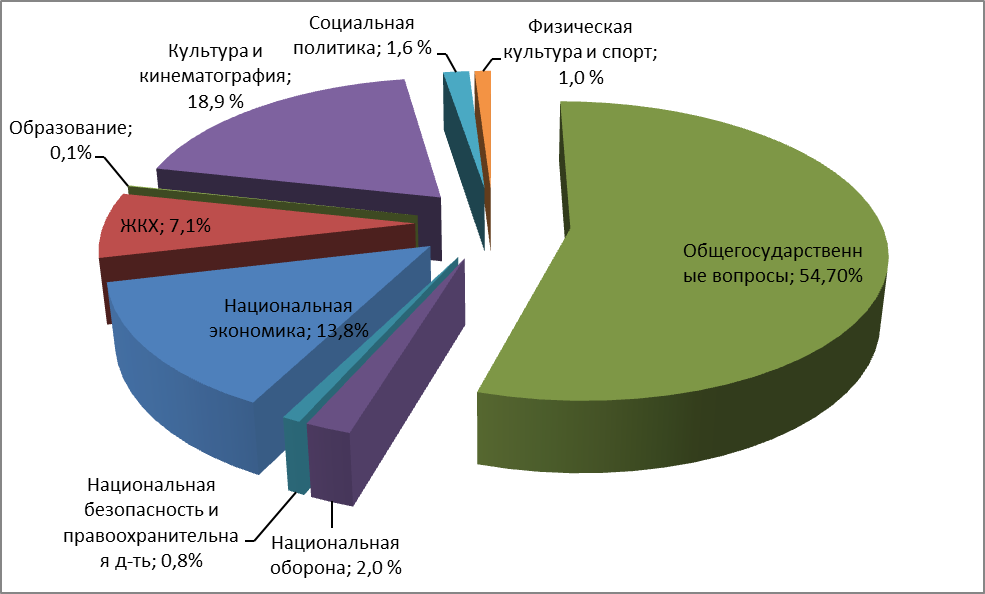 Социальная
политика; 1,6 %
Физическая
культура и спорт;
1,0 %
Культура и
кинематография;
18,9 %
Образование;
0,1%
ЖКХ; 7,1%
Общегосударственн
ые вопросы; 54,70%
Национальная
экономика; 13,8%
Национальная
безопасность и
правоохранительна
я д-ть; 0,8%
Национальная
оборона; 2,0 %